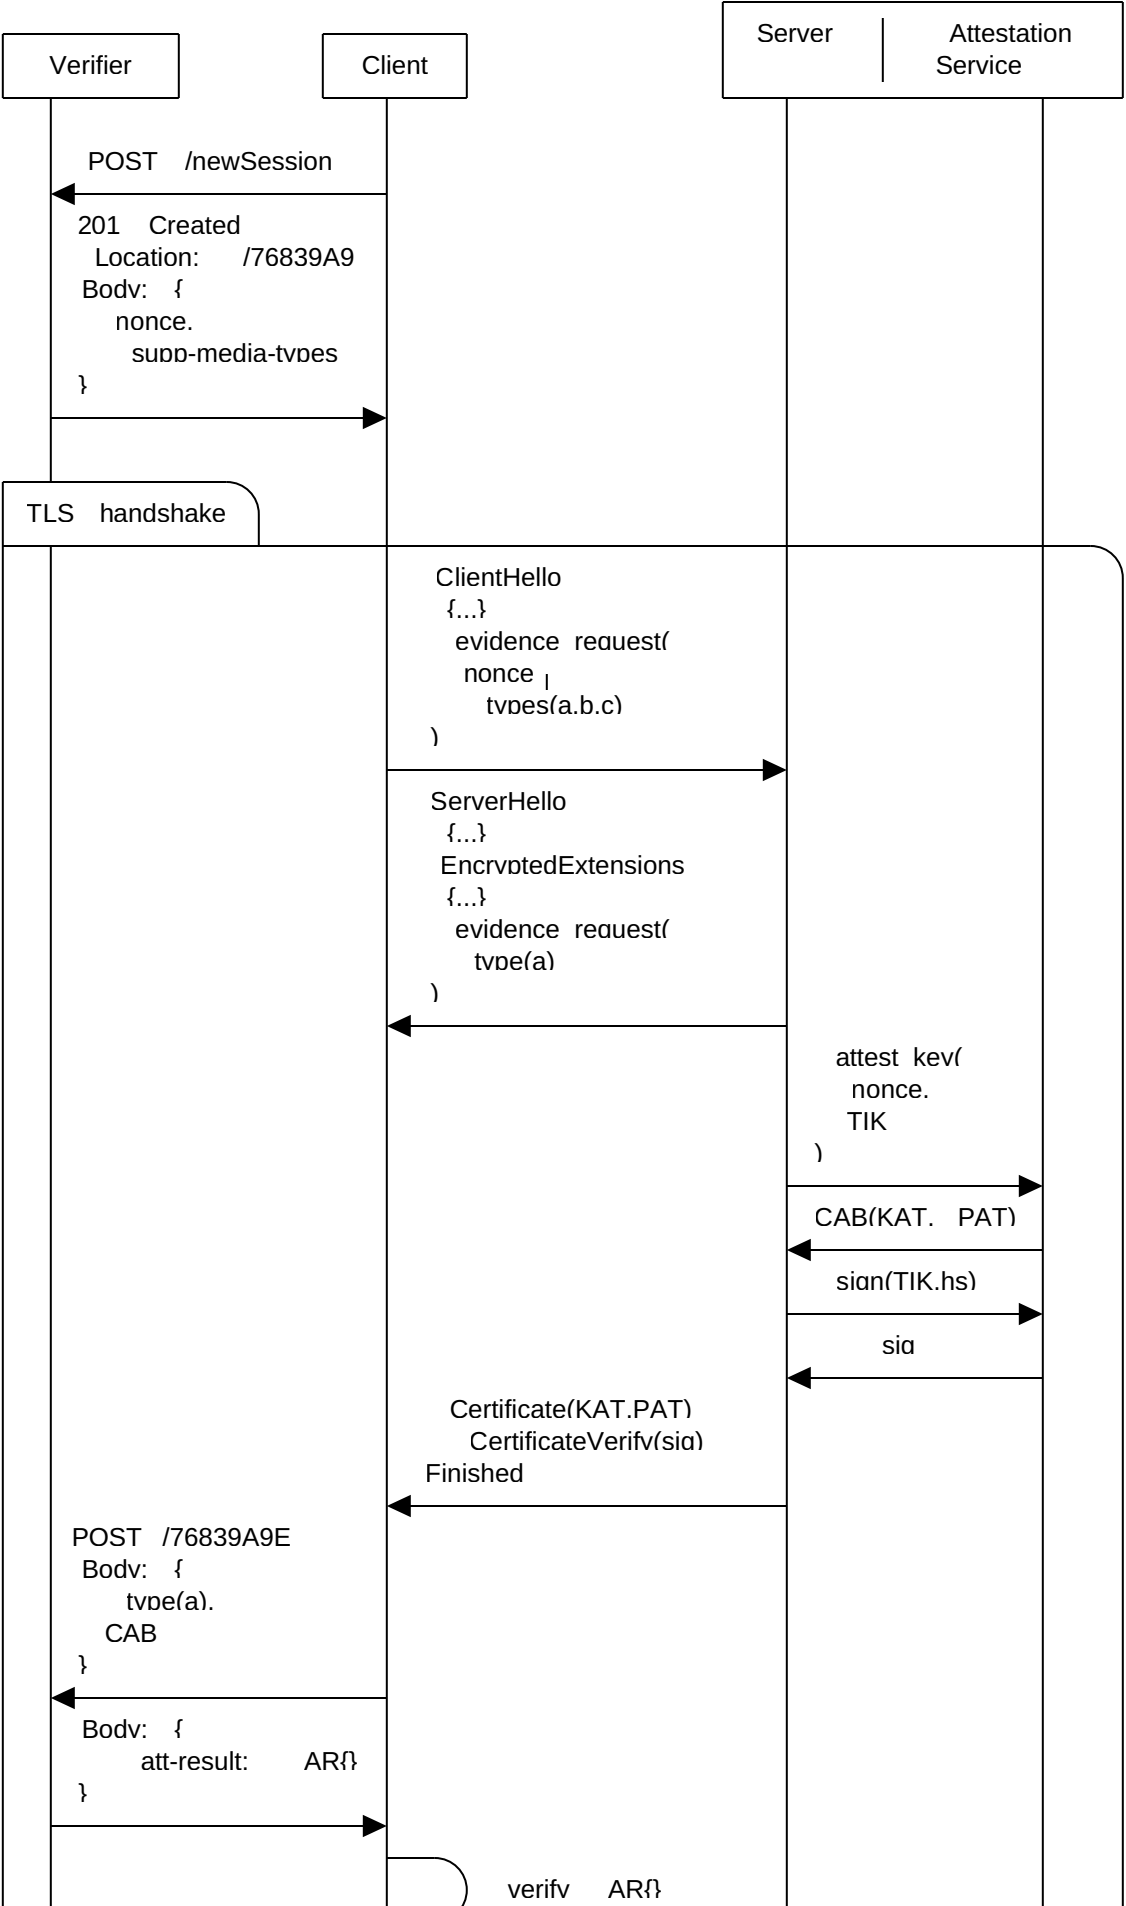 Server Attestation
Verifier Client Service
POST /newSession
201 Created
Location: /76839A9
Body: {
nonce,
supp-media-types
}
TLS handshake
ClientHello
{...}
evidence_request(
nonce |
types(a,b,c)
)
ServerHello
{...}
EncryptedExtensions
{...}
evidence_request(
type(a)
)
attest_key(
nonce,
TIK
)
CAB(KAT, PAT)
sign(TIK,hs)
sig
Certificate(KAT,PAT)
CertificateVerify(sig)
Finished
POST /76839A9E
Body: {
type(a),
CAB
}
Body: {
att-result: AR{}
}
verify AR{}